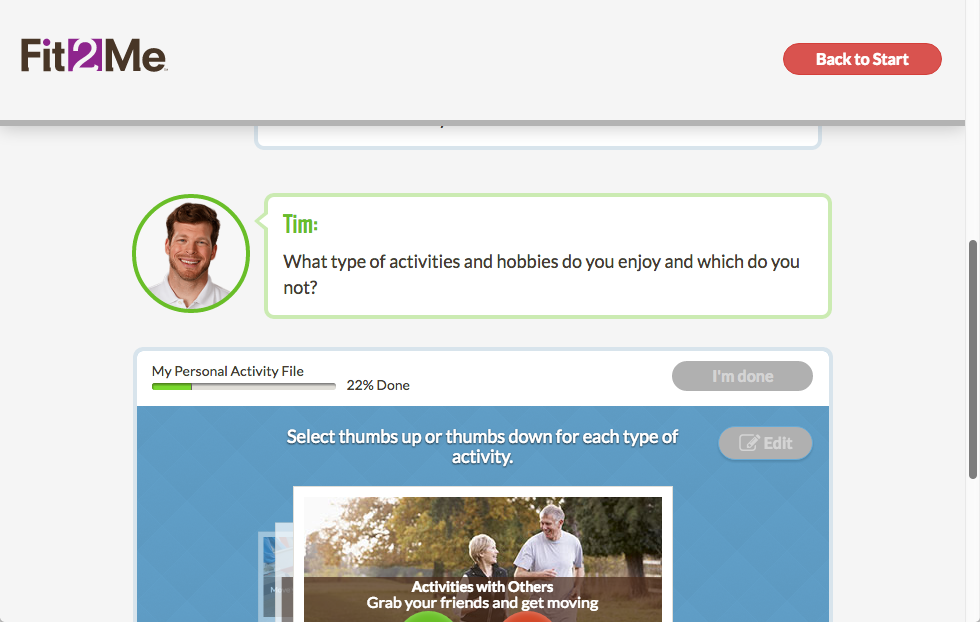 Fit2Me
Back to Start
Tim:
What type of activities and hobbies do you enjoy and which do you
not?
My Personal Activity File
I'm done
22% Done
Select thumbs up or thumbs down for each type of
activity.
Edit
Activities with Others
Grab your friends and get moving